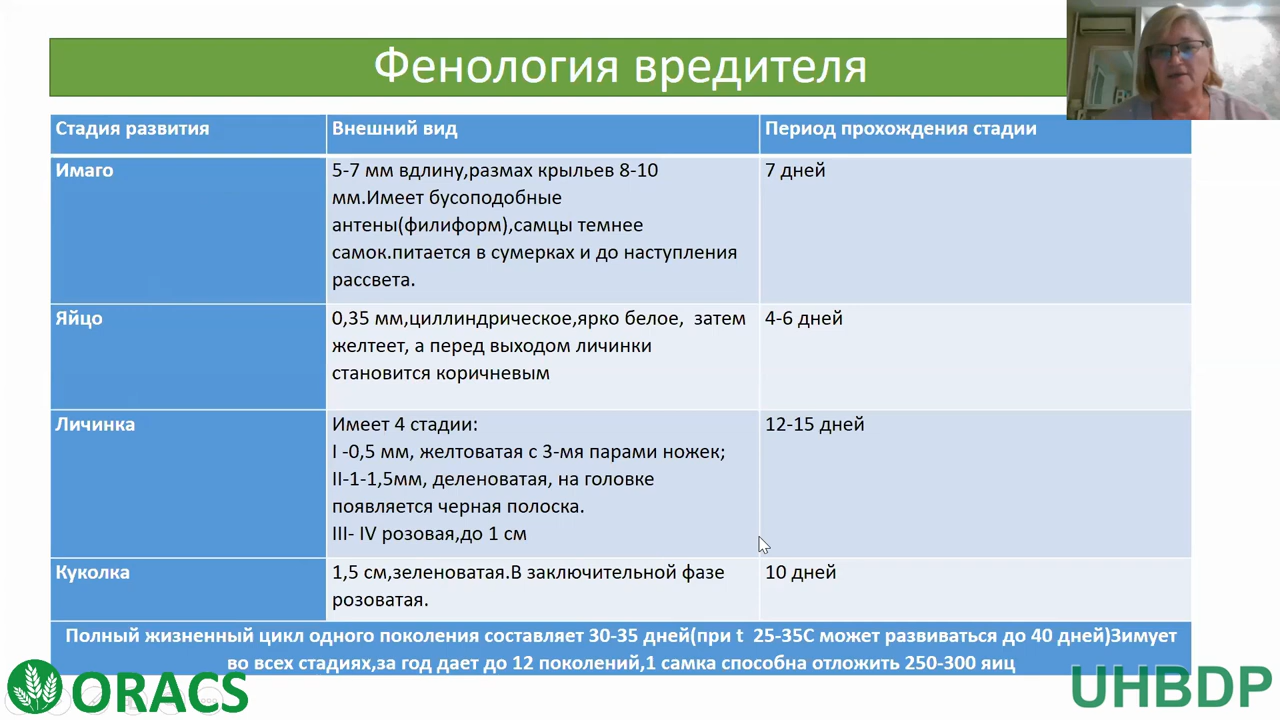 Фенология вредителя
Стадия развития
Внешний вид
Период прохождения стадии
Имаго
5-7 мм вдлину,размах крыльев 8-10
мм.Имеет бусоподобные
антены(филиформ),самцы темнее
самок.питается в сумерках и до наступления
рассвета.
7 дней
Яйцо
0,35 мм,циллиндрическое,ярко белое, затем
желтеет, а перед выходом личинки
становится коричневым
4-6 дней
Личинка
Имеет 4 стадии:
I -0,5 мм, желтоватая с 3-мя парами ножек;
II-1-1,5мм, деленоватая, на головке
появляется черная полоска.
III- IV розовая,до 1 см
12-15 дней
Куколка
1,5 см,зеленоватая.В заключительной фазе
розоватая.
10 дней
Полный жизненный цикл одного поколения составляет 30-35 дней(при t 25-35С может развиваться до 40 дней)Зимует
во всех стадиях,за год дает до 12 поколений,1 самка способна отложить 250-300 яиц
ORACS
UHBDP